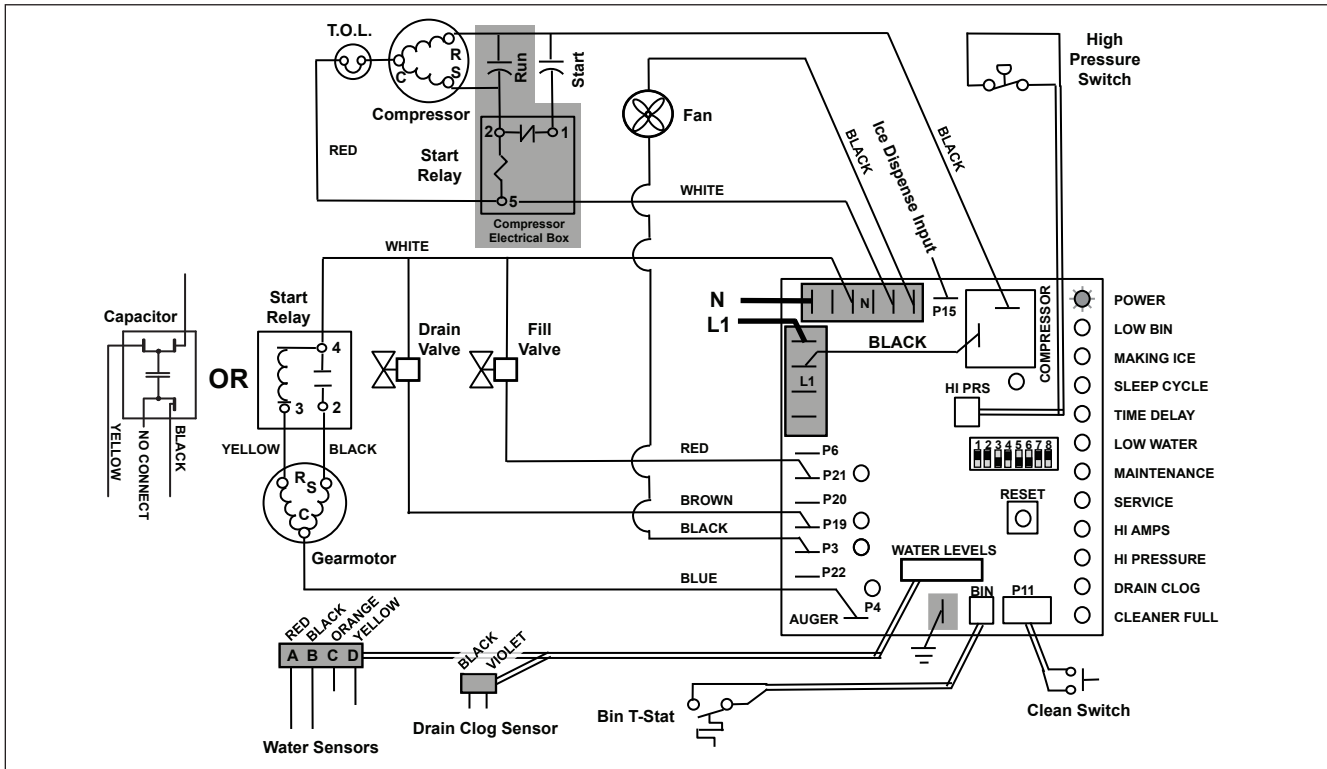 T.O.L.
R
S
C
Compressor
Run
Start
2
1
Start
Relay
5
Compressor
Electrical Box
RED
WHITE
Fan
BLACK
Ice Dispense Input
BLACK
High
Pressure
Switch
WHITE
Capacitor
YELLOW
NO CONNECT
BLACK
OR
Start
Relay
4
3
2
YELLOW
BLACK
R
S
C
Gearmotor
Drain
Valve
Fill
Valve
N
L1
N
P15
BLACK
L1
COMPRESSOR
HI PRS
1 2 3 4 5 6 7 8
RESET
RED
BROWN
BLACK
BLUE
P6
P21
P20
P19
P3
P22
P4
AUGER
WATER LEVELS
BIN
P11
POWER
LOW BIN
MAKING ICE
SLEEP CYCLE
TIME DELAY
LOW WATER
MAINTENANCE
SERVICE
HI AMPS
HI PRESSURE
DRAIN CLOG
CLEANER FULL
RED
BLACK
ORANGE
YELLOW
A B C D
Water Sensors
BLACK
VIOLET
Drain Clog Sensor
Bin T-Stat
Clean Switch